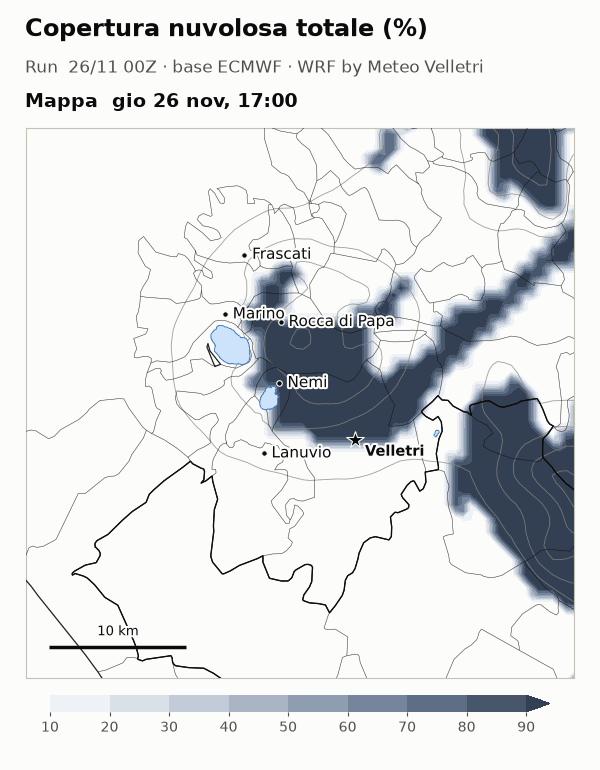 Copertura nuvolosa totale (%)
Run 26/11 00Z · base ECMWF · WRF by Meteo Velletri
Mappa gio 26 nov, 17:00
Frascati
Marino
Rocca di Papa
Nemi
Velletri
Lanuvio
10 km
10 20 30 40 50 60 70 80 90